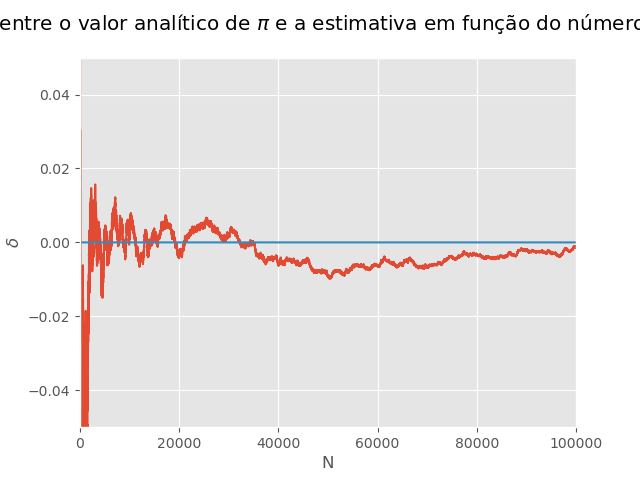 entre o valor analítico de π e a estimativa em função do número
0.04
0.02
0.00
−0.02
−0.04
δ
0 20000 40000 60000 80000 100000
N